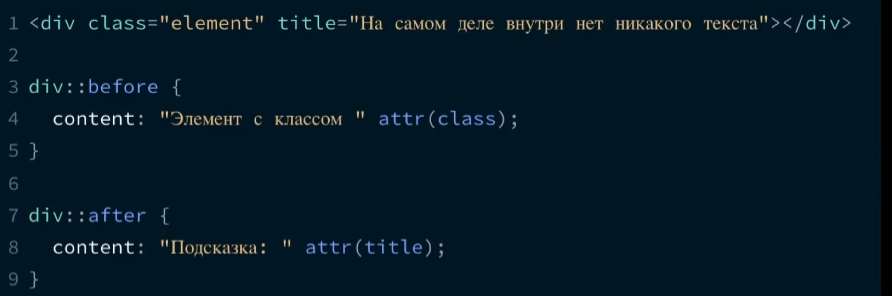 1 <div class="element" title="На самом деле внутри нет никакого текста"></div>
2
3 div::before {
4   content: "Элемент с классом " attr(class);
5 }
6
7 div::after {
8   content: "Подсказка: " attr(title);
9 }